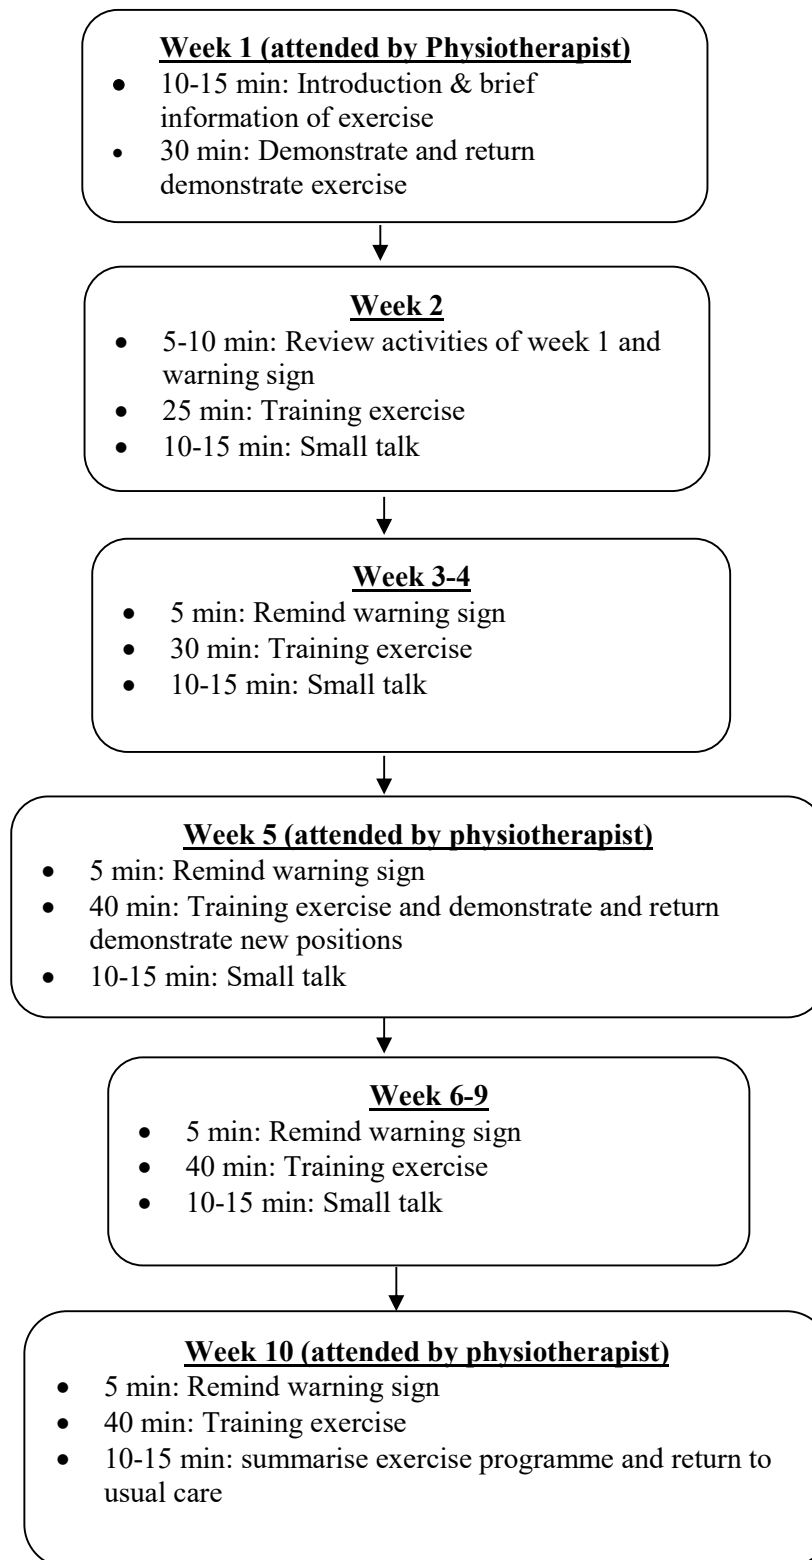 Week 1 (attended by Physiotherapist)
• 10-15 min: Introduction & brief
information of exercise
• 30 min: Demonstrate and return
demonstrate exercise
Week 2
• 5-10 min: Review activities of week 1 and
warning sign
• 25 min: Training exercise
• 10-15 min: Small talk
Week 3-4
• 5 min: Remind warning sign
• 30 min: Training exercise
• 10-15 min: Small talk
Week 5 (attended by physiotherapist)
• 5 min: Remind warning sign
• 40 min: Training exercise and demonstrate and return
demonstrate new positions
• 10-15 min: Small talk
Week 6-9
• 5 min: Remind warning sign
• 40 min: Training exercise
• 10-15 min: Small talk
Week 10 (attended by physiotherapist)
• 5 min: Remind warning sign
• 40 min: Training exercise
• 10-15 min: summarise exercise programme and return to
usual care